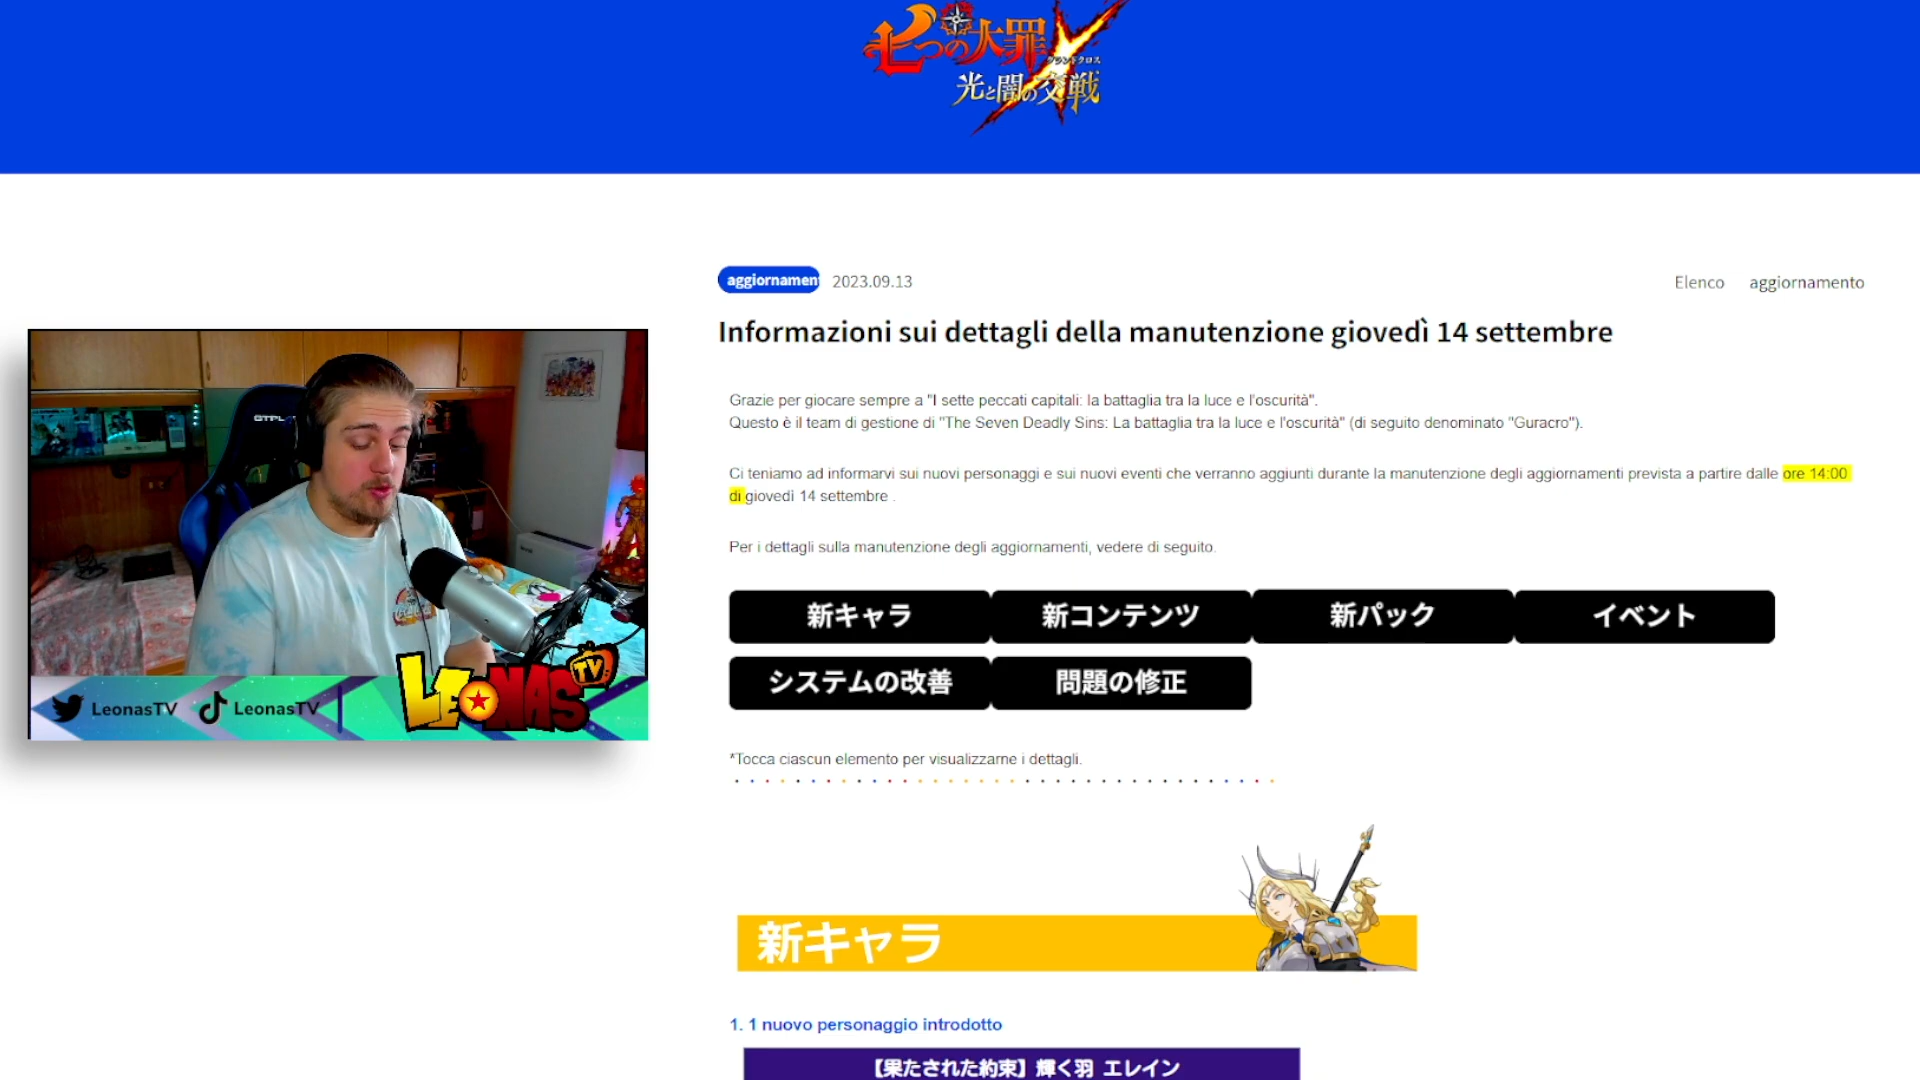 七つの大罪
グランドクロス
光と闇の交戦
aggiornamen
2023.09.13
Elenco
aggiornamento
Informazioni sui dettagli della manutenzione giovedì 14 settembre
Grazie per giocare sempre a "I sette peccati capitali: la battaglia tra la luce e l'oscurità".
Questo è il team di gestione di "The Seven Deadly Sins: La battaglia tra la luce e l'oscurità" (di seguito denominato "Guracro").
Ci teniamo ad informarvi sui nuovi personaggi e sui nuovi eventi che verranno aggiunti durante la manutenzione degli aggiornamenti prevista a partire dalle ore 14:00
di giovedì 14 settembre .
Per i dettagli sulla manutenzione degli aggiornamenti, vedere di seguito.
新キャラ
新コンテンツ
新パック
イベント
システムの改善
問題の修正
*Tocca ciascun elemento per visualizzarne i dettagli.
新キャラ
1. 1 nuovo personaggio introdotto
【果たされた約束】輝く羽 エレイン
LeonasTV
LeonasTV
LEONAS
TV